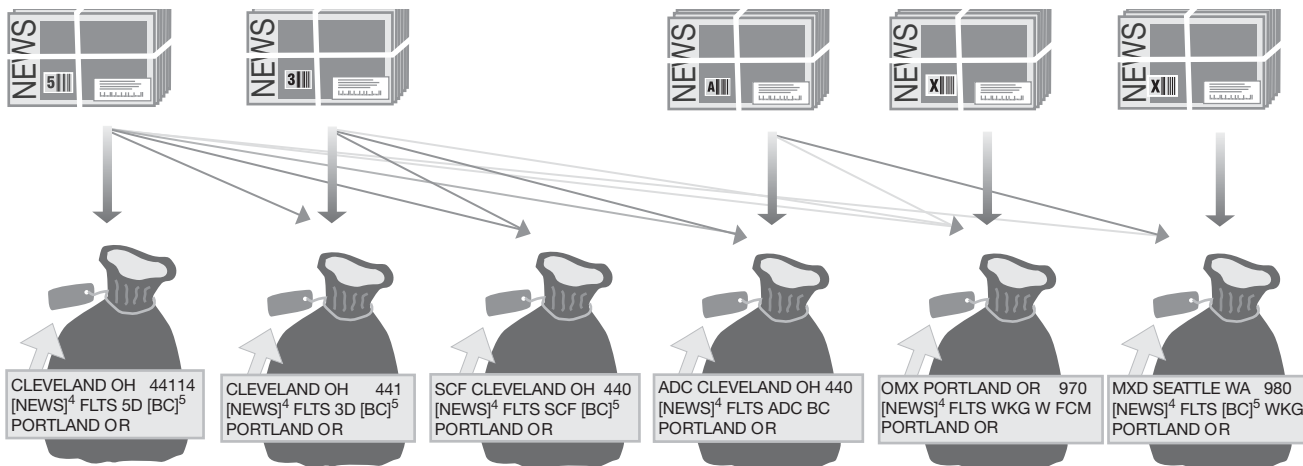 NEWS
5
NEWS
3
NEWS
A
NEWS
X
NEWS
X
CLEVELAND OH 44114
[NEWS]⁴ FLTS 5D [BC]⁵
PORTLAND OR
CLEVELAND OH 441
[NEWS]⁴ FLTS 3D [BC]⁵
PORTLAND OR
SCF CLEVELAND OH 440
[NEWS]⁴ FLTS SCF [BC]⁵
PORTLAND OR
ADC CLEVELAND OH 440
[NEWS]⁴ FLTS ADC BC
PORTLAND OR
OMX PORTLAND OR 970
[NEWS]⁴ FLTS WKG W FCM
PORTLAND OR
MXD SEATTLE WA 980
[NEWS]⁴ FLTS [BC]⁵ WKG
PORTLAND OR